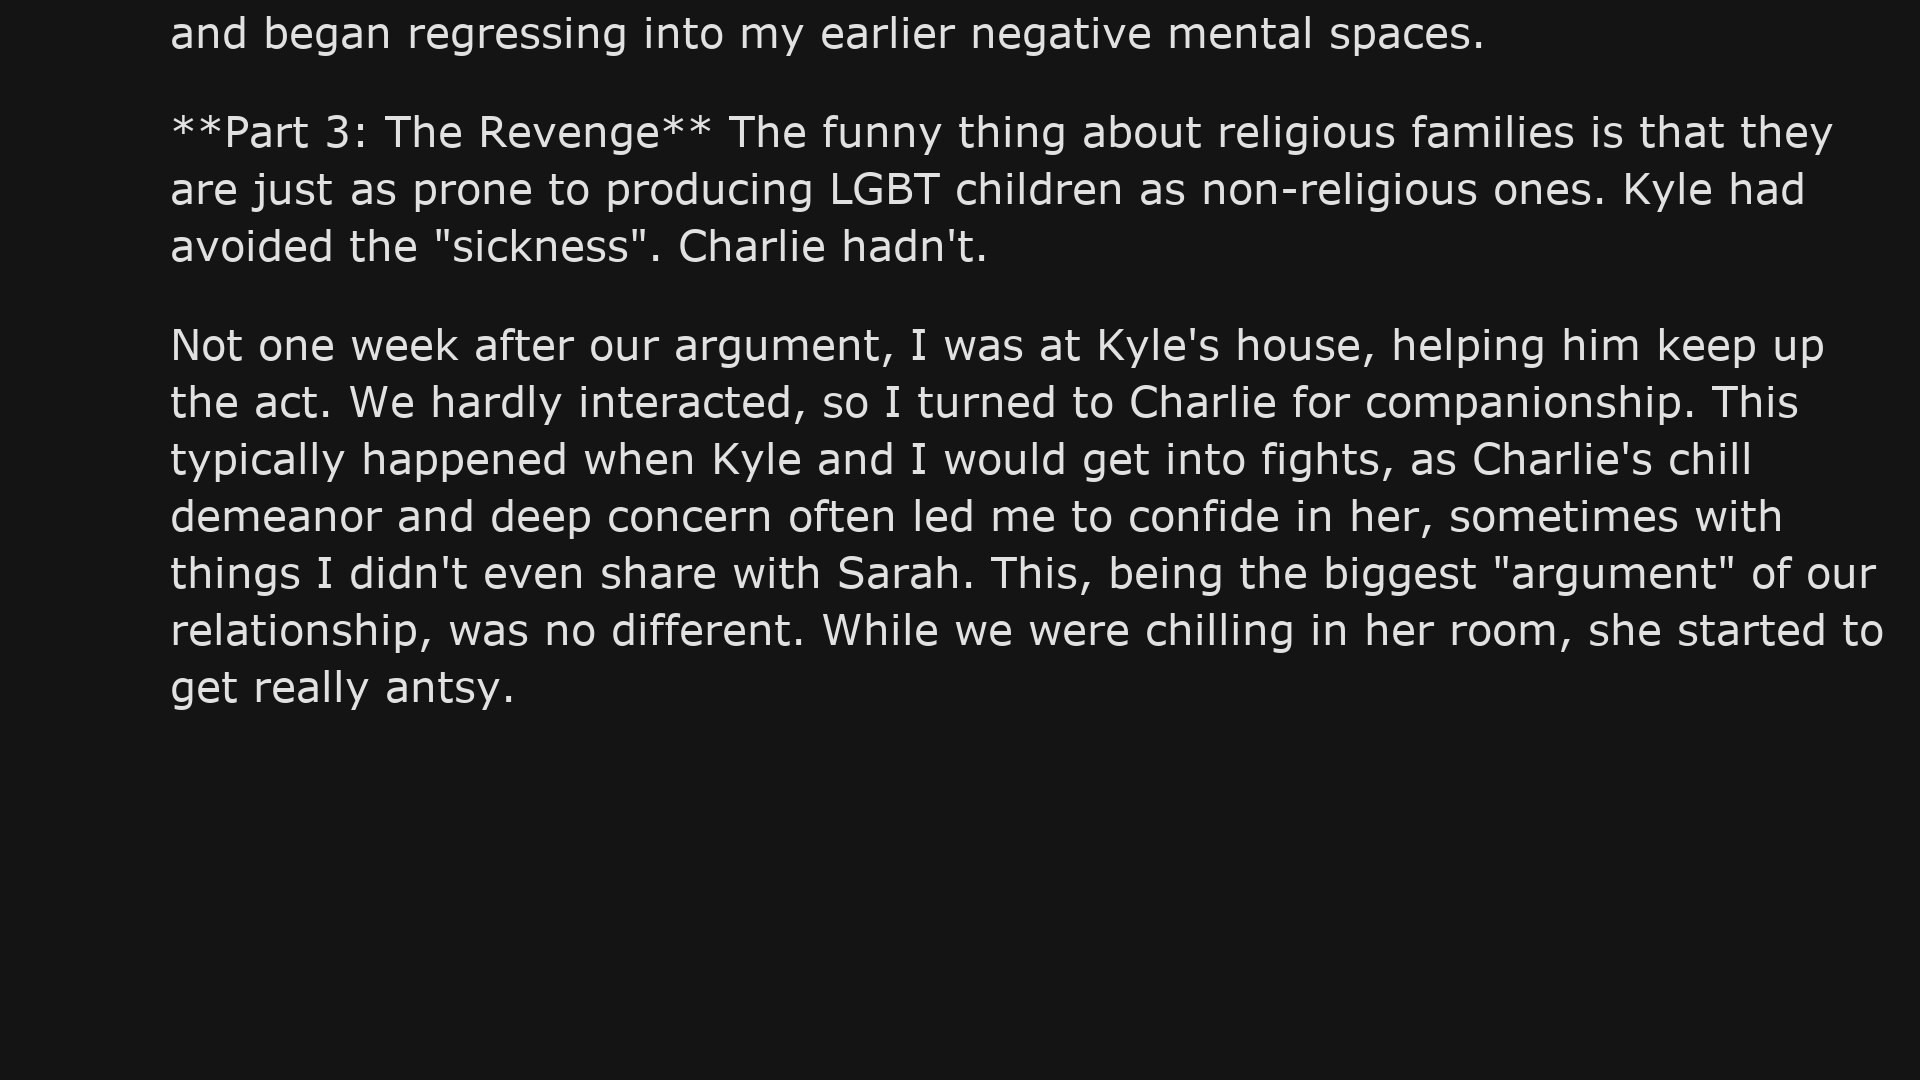 and began regressing into my earlier negative mental spaces.
**Part 3: The Revenge** The funny thing about religious families is that they
are just as prone to producing LGBT children as non-religious ones. Kyle had
avoided the "sickness". Charlie hadn't.
Not one week after our argument, I was at Kyle's house, helping him keep up
the act. We hardly interacted, so I turned to Charlie for companionship. This
typically happened when Kyle and I would get into fights, as Charlie's chill
demeanor and deep concern often led me to confide in her, sometimes with
things I didn't even share with Sarah. This, being the biggest "argument" of our
relationship, was no different. While we were chilling in her room, she started to
get really antsy.